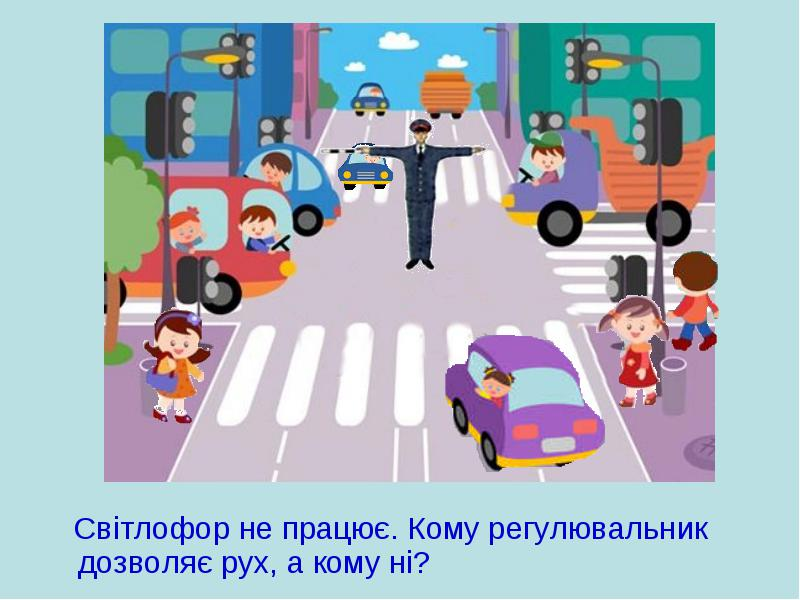 Світлофор не працює. Кому регулювальник
дозволяє рух, а кому ні?